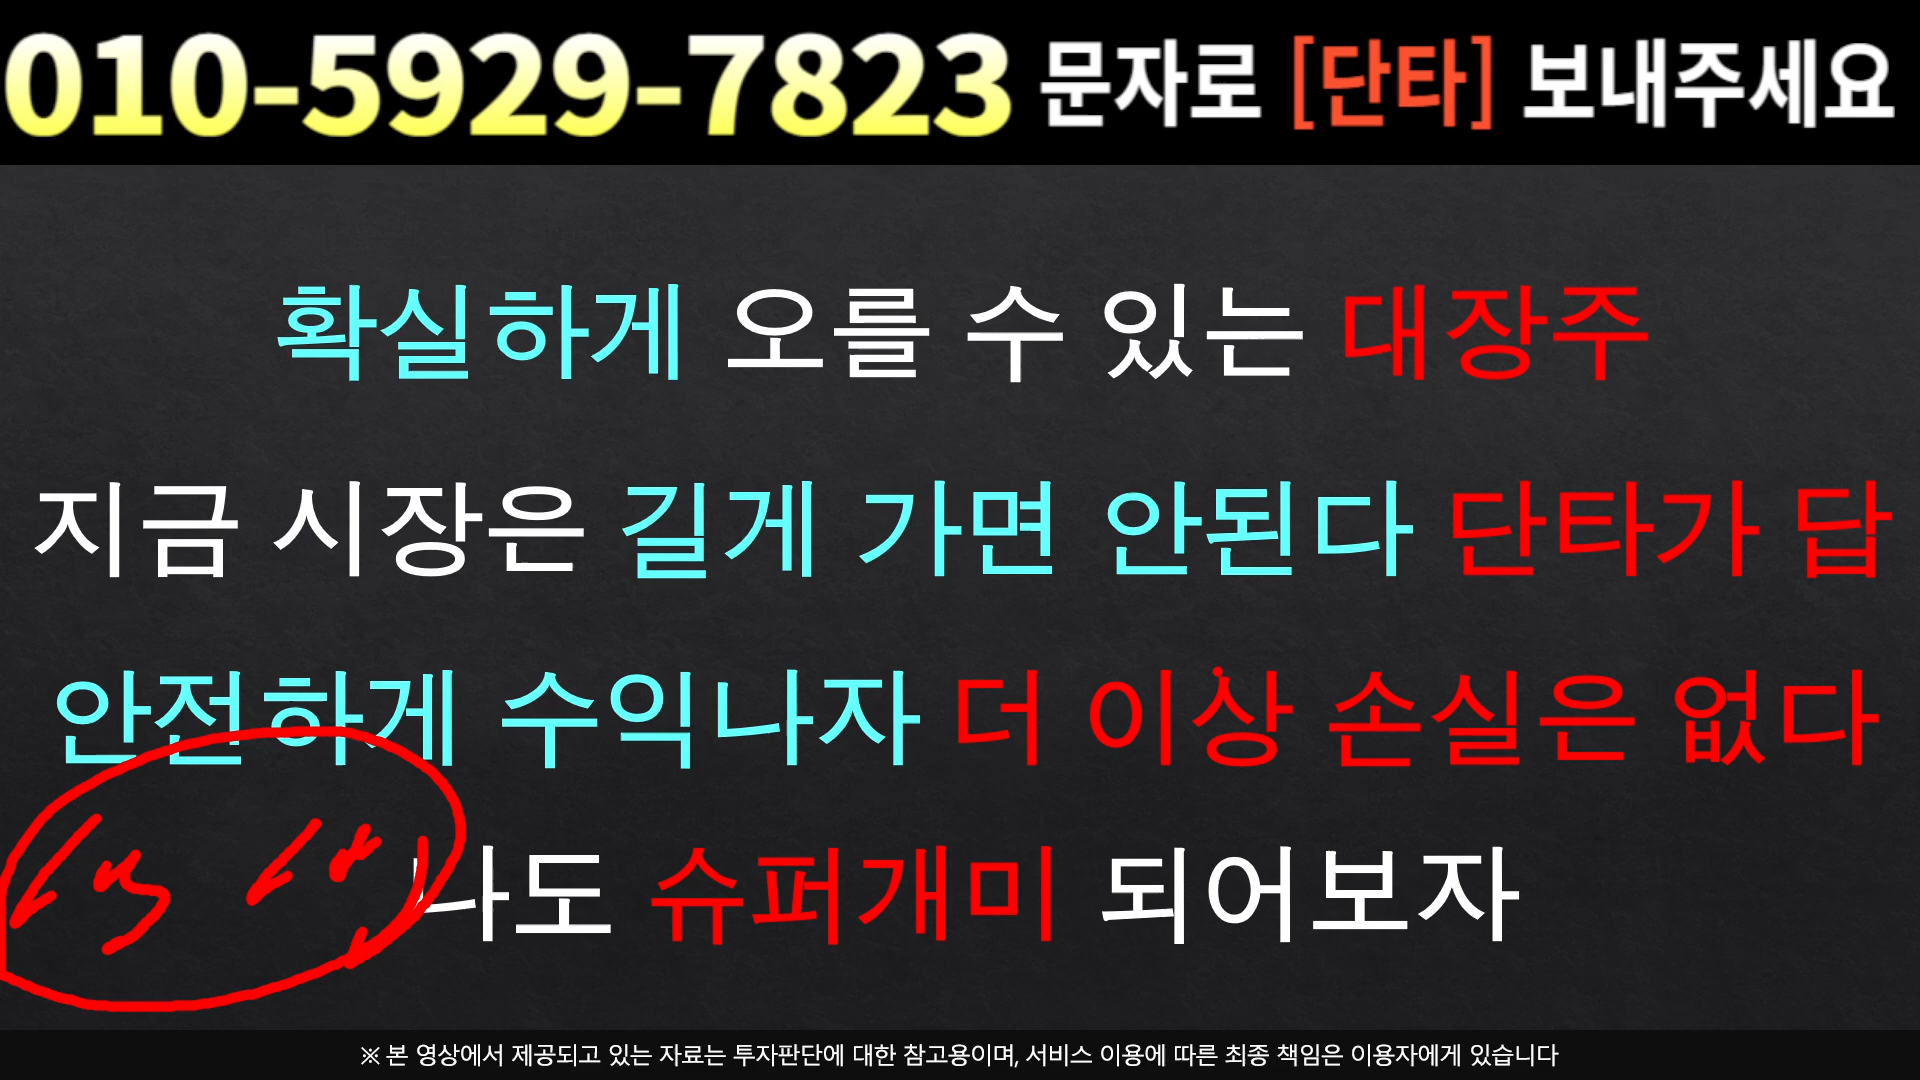 010-5929-7823 문자로 [단타] 보내주세요
확실하게 오를 수 있는 대장주
지금 시장은 길게 가면 안된다 단타가 답
안전하게 수익나자 더 이상 손실은 없다
나도 슈퍼개미 되어보자
※ 본 영상에서 제공되고 있는 자료는 투자판단에 대한 참고용이며, 서비스 이용에 따른 최종 책임은 이용자에게 있습니다